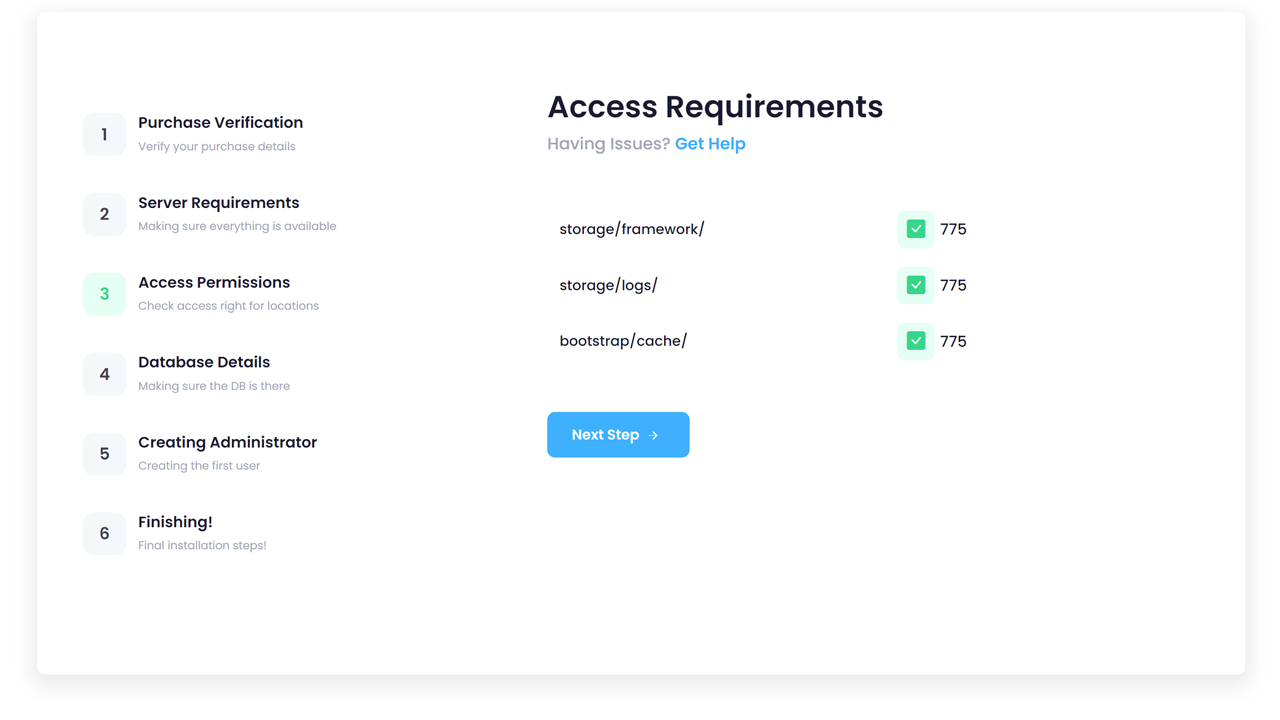 1
Purchase Verification
Verify your purchase details
2
Server Requirements
Making sure everything is available
3
Access Permissions
Check access right for locations
4
Database Details
Making sure the DB is there
5
Creating Administrator
Creating the first user
6
Finishing!
Final installation steps!
Access Requirements
Having Issues? Get Help
storage/framework/ 775
storage/logs/ 775
bootstrap/cache/ 775
Next Step →